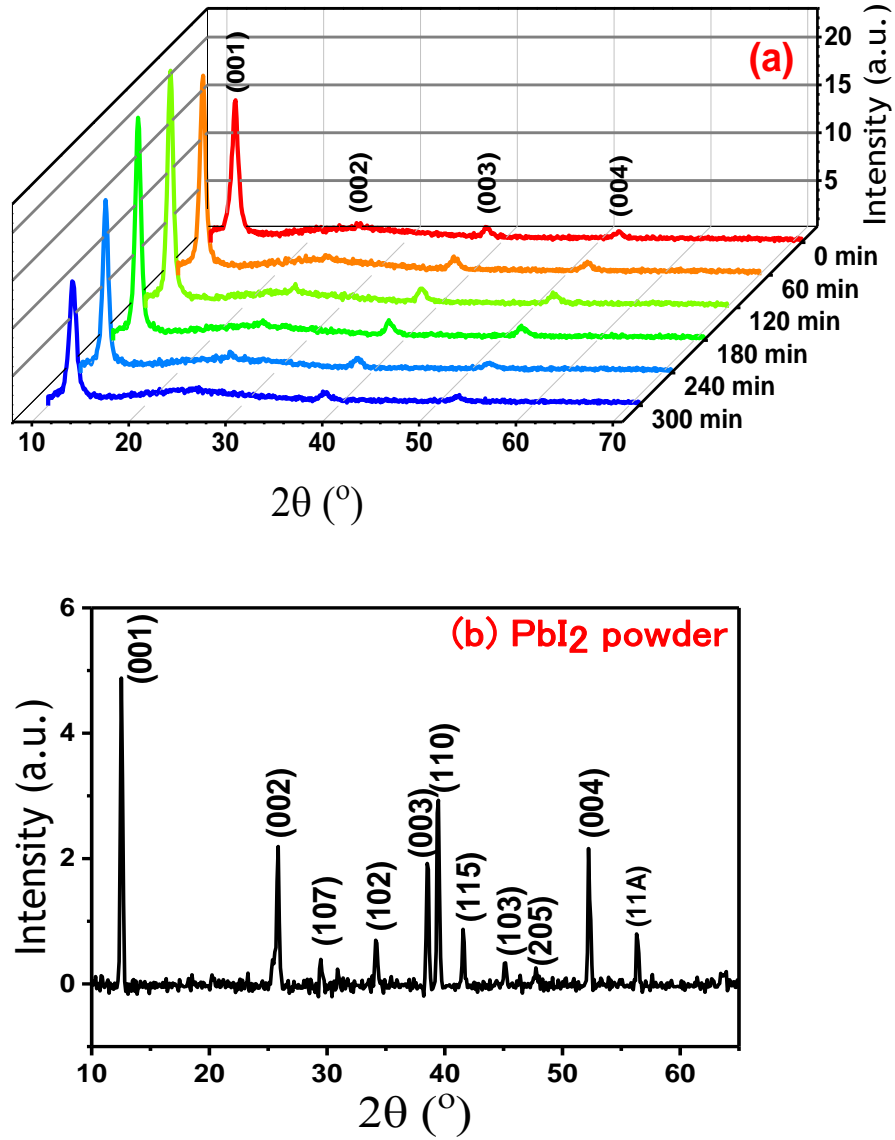 (a)
(001)
(002)
(003)
(004)
20
15
10
5
Intensity (a.u.)
0 min
60 min
120 min
180 min
240 min
300 min
10 20 30 40 50 60 70
2θ (°)
(b) PbI2 powder
6
4
2
0
Intensity (a.u.)
(001)
(002)
(107)
(102)
(003)
(110)
(115)
(103)
(205)
(004)
(11A)
10 20 30 40 50 60
2θ (°)